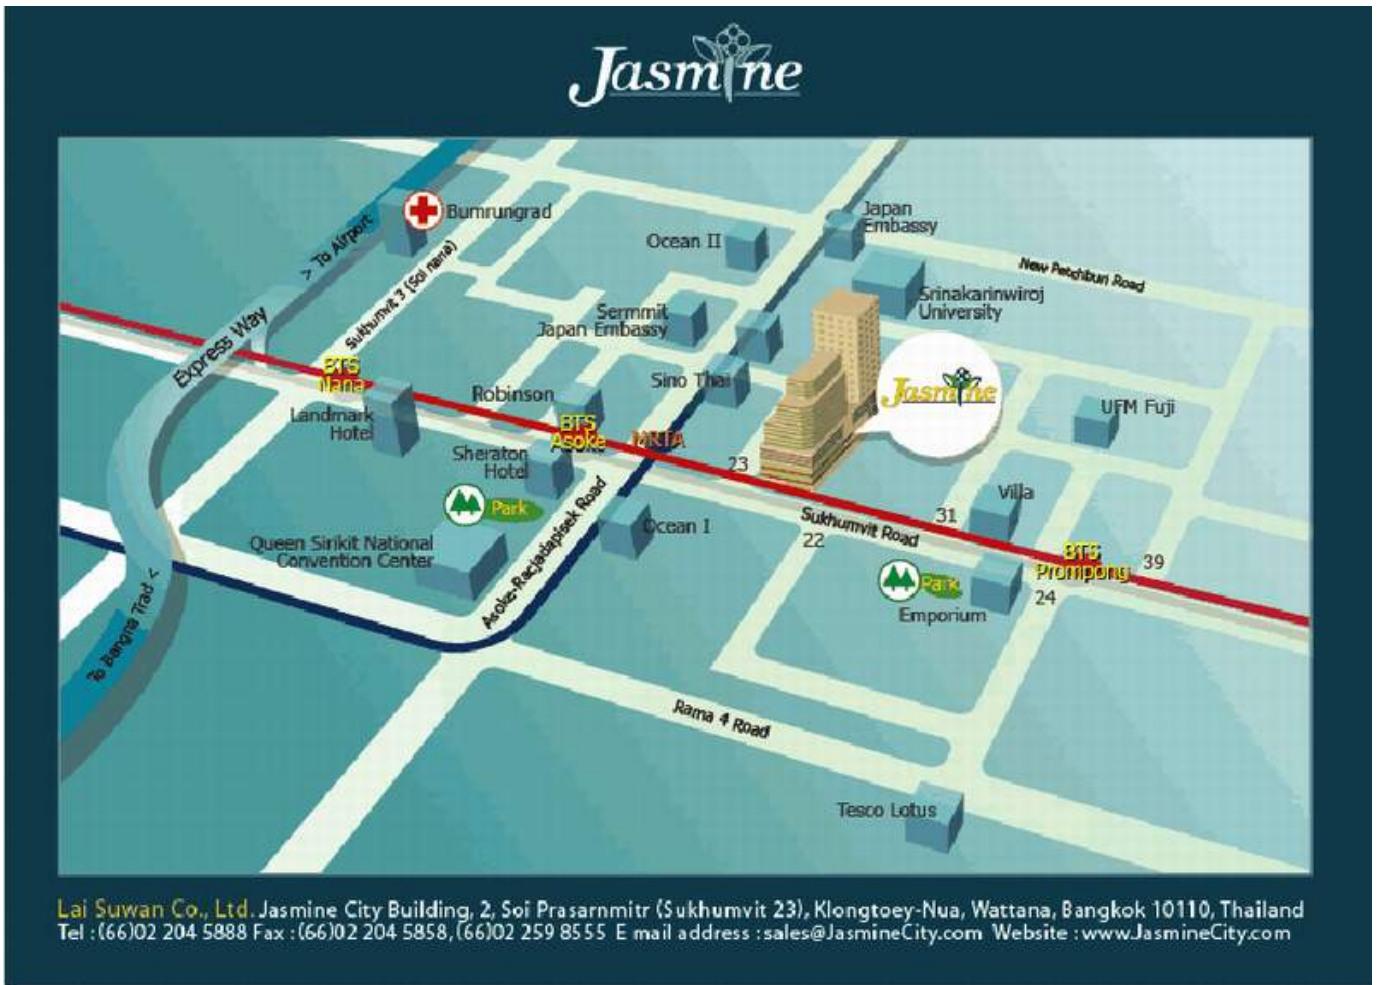 Jasmine
Bumrungrad
> To Airport
Sukhumvit 3 (Soi nana)
Japan
Embassy
Ocean II
New Petchburi Road
Srinakarinwiroj
University
Sermmit
Japan Embassy
Express Way
BTS
Nana
Sino Thai
Robinson
Jasmine
UFM Fuji
Landmark
Hotel
BTS
Asoke
MRTA
Sheraton
Hotel
23
Villa
Park
Asoke-Racjadapisek Road
Ocean I
31
Sukhumvit Road
22
Queen Sirikit National
Convention Center
BTS
Prompong
39
Park
24
Emporium
To Bangna Trad <
Rama 4 Road
Tesco Lotus
Lai Suwan Co., Ltd. Jasmine City Building, 2, Soi Prasarnmitr (Sukhumvit 23), Klongtoey-Nua, Wattana, Bangkok 10110, Thailand
Tel : (66)02 204 5888 Fax : (66)02 204 5858, (66)02 259 8555 E mail address : sales@JasmineCity.com Website : www.JasmineCity.com